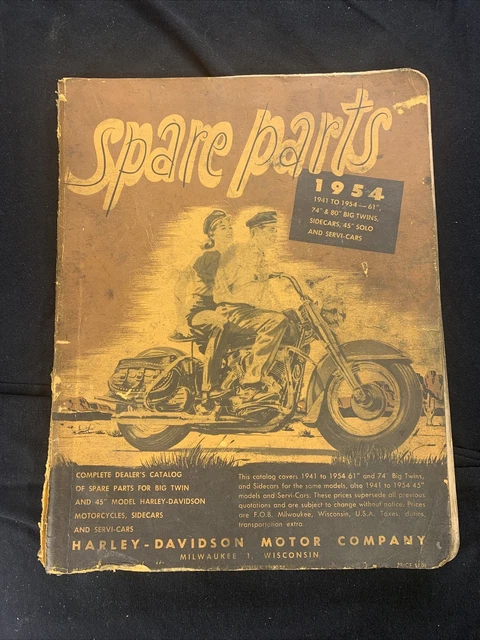 spare parts
1954
1941 TO 1954 — 61",
74" & 80" BIG TWINS,
SIDECARS, 45" SOLO
AND SERVI-CARS
COMPLETE DEALER'S CATALOG
OF SPARE PARTS FOR BIG TWIN
AND 45" MODEL HARLEY-DAVIDSON
MOTORCYCLES, SIDECARS
AND SERVI-CARS
This catalog covers 1941 to 1954 61" and 74" Big Twins,
and Sidecars for the same models, also 1941 to 1954 45"
models and Servi-Cars. These prices supersede all previous
quotations and are subject to change without notice. Prices
are F.O.B. Milwaukee, Wisconsin, U.S.A. Taxes, duties,
transportation extra.
HARLEY-DAVIDSON MOTOR COMPANY
MILWAUKEE 1, WISCONSIN
PRICE